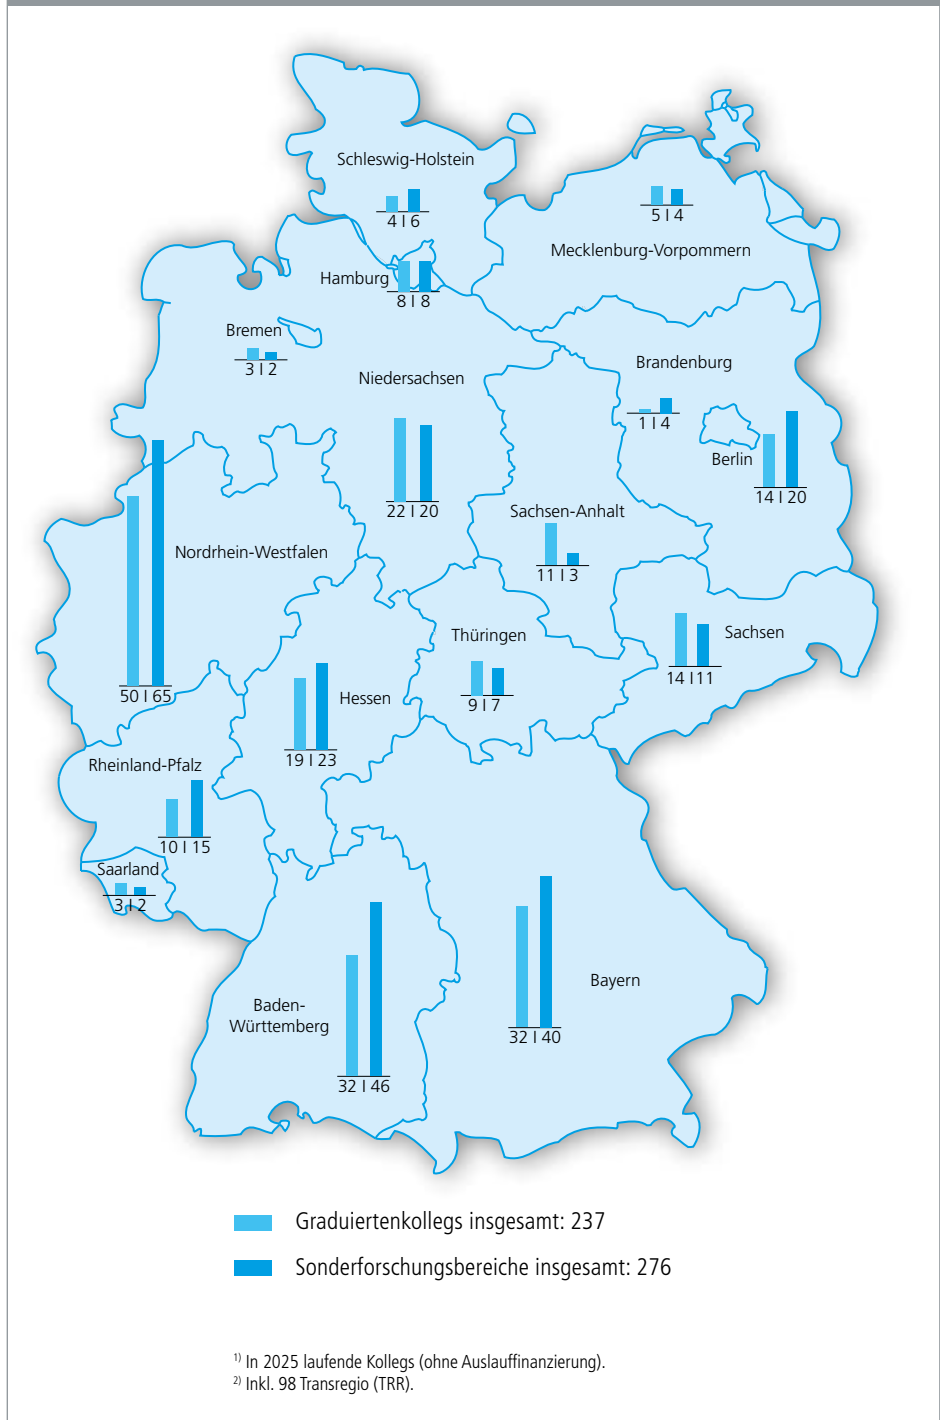 Schleswig-Holstein
4 I 6
5 I 4
Mecklenburg-Vorpommern
Hamburg
8 I 8
Bremen
3 I 2
Niedersachsen
Brandenburg
1 I 4
Berlin
14 I 20
22 I 20
Sachsen-Anhalt
11 I 3
Nordrhein-Westfalen
50 I 65
Thüringen
9 I 7
Sachsen
14 I 11
Hessen
19 I 23
Rheinland-Pfalz
10 I 15
Saarland
3 I 2
Bayern
32 I 40
Baden-
Württemberg
32 I 46
Graduiertenkollegs insgesamt: 237
Sonderforschungsbereiche insgesamt: 276
1) In 2025 laufende Kollegs (ohne Auslauffinanzierung).
2) Inkl. 98 Transregio (TRR).